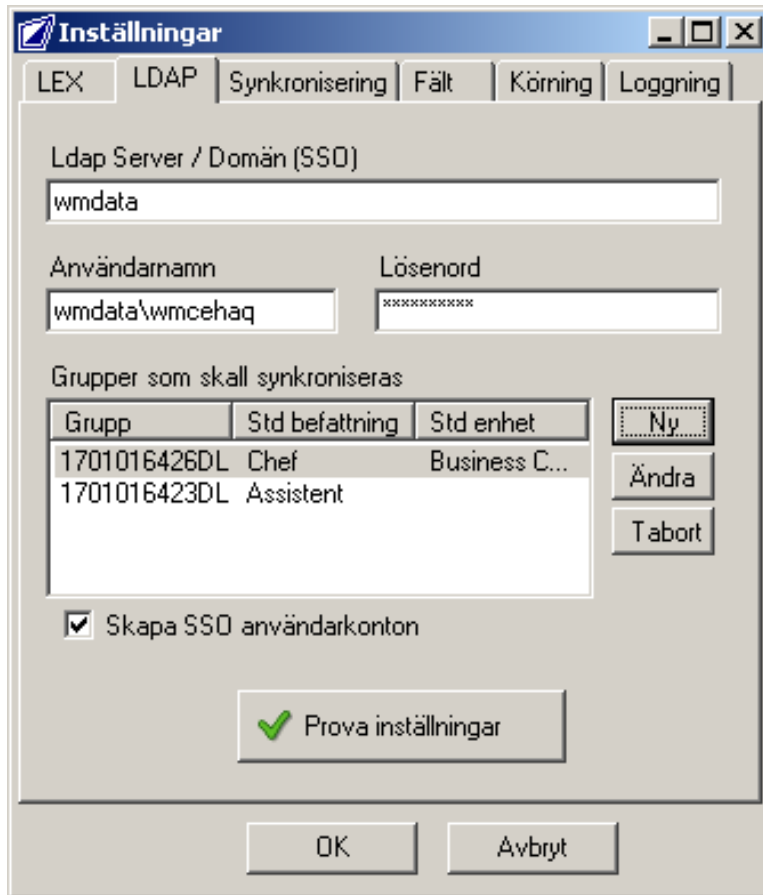 Inställningar
LEX LDAP Synkronisering Fält Körning Loggning
Ldap Server / Domän (SSO)
wmdata
Användarnamn Lösenord
wmdata\wmcehaq **********
Grupper som skall synkroniseras
Grupp Std befattning Std enhet
1701016426DL Chef Business C...
1701016423DL Assistent
Ny
Ändra
Tabort
Skapa SSO användarkonton
Prova inställningar
OK Avbryt